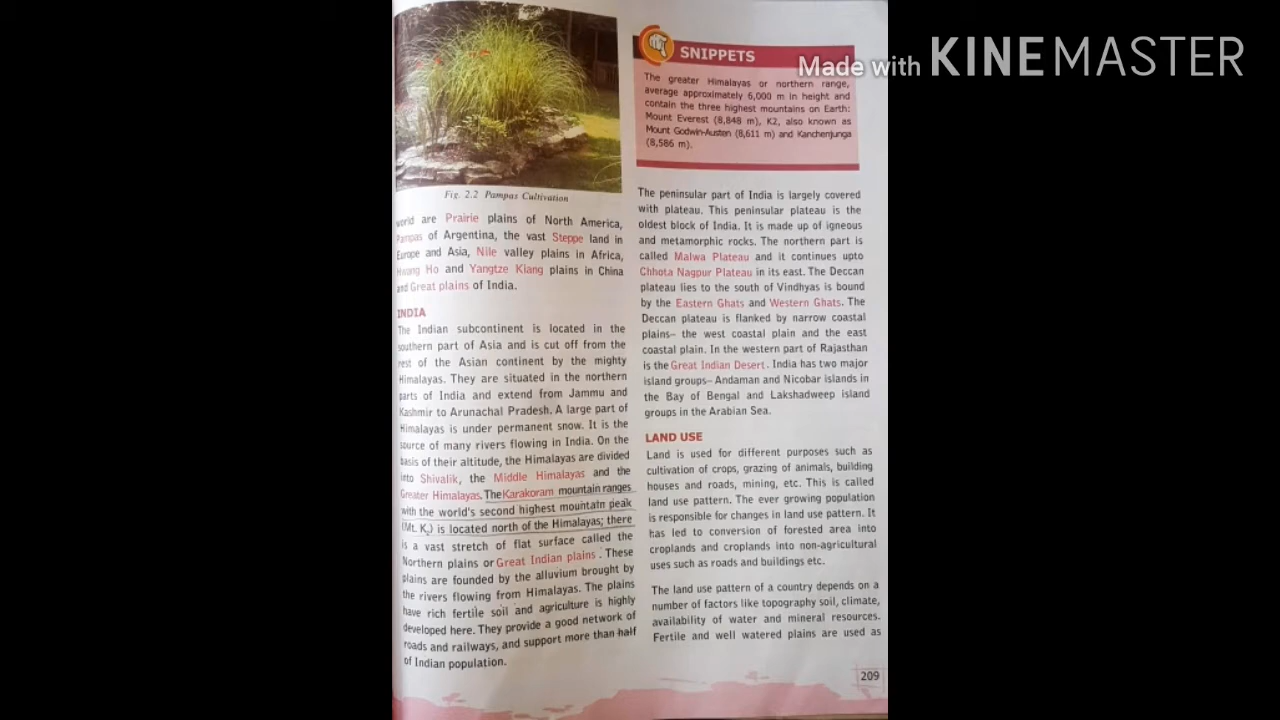 Made with KINEMASTER
Fig. 2.2 Pampas Cultivation
world are Prairie plains of North America,
Pampas of Argentina, the vast Steppe land in
Europe and Asia, Nile valley plains in Africa,
Hwang Ho and Yangtze Kiang plains in China
and Great plains of India.
INDIA
The Indian subcontinent is located in the
southern part of Asia and is cut off from the
rest of the Asian continent by the mighty
Himalayas. They are situated in the northern
parts of India and extend from Jammu and
Kashmir to Arunachal Pradesh. A large part of
Himalayas is under permanent snow. It is the
source of many rivers flowing in India. On the
basis of their altitude, the Himalayas are divided
into Shivalik, the Middle Himalayas and the
Greater Himalayas. The Karakoram mountain ranges
with the world's second highest mountain peak
(Mt. K₂) is located north of the Himalayas; there
is a vast stretch of flat surface called the
Northern plains or Great Indian plains. These
plains are founded by the alluvium brought by
the rivers flowing from Himalayas. The plains
have rich fertile soil and agriculture is highly
developed here. They provide a good network of
roads and railways, and support more than half
of Indian population.
SNIPPETS
The greater Himalayas or northern range,
average approximately 6,000 m in height and
contain the three highest mountains on Earth:
Mount Everest (8,848 m), K2, also known as
Mount Godwin-Austen (8,611 m) and Kanchenjunga
(8,586 m).
The peninsular part of India is largely covered
with plateau. This peninsular plateau is the
oldest block of India. It is made up of igneous
and metamorphic rocks. The northern part is
called Malwa Plateau and it continues upto
Chhota Nagpur Plateau in its east. The Deccan
plateau lies to the south of Vindhyas is bound
by the Eastern Ghats and Western Ghats. The
Deccan plateau is flanked by narrow coastal
plains– the west coastal plain and the east
coastal plain. In the western part of Rajasthan
is the Great Indian Desert. India has two major
island groups– Andaman and Nicobar islands in
the Bay of Bengal and Lakshadweep island
groups in the Arabian Sea.
LAND USE
Land is used for different purposes such as
cultivation of crops, grazing of animals, building
houses and roads, mining, etc. This is called
land use pattern. The ever growing population
is responsible for changes in land use pattern. It
has led to conversion of forested area into
croplands and croplands into non-agricultural
uses such as roads and buildings etc.
The land use pattern of a country depends on a
number of factors like topography soil, climate,
availability of water and mineral resources.
Fertile and well watered plains are used as
209